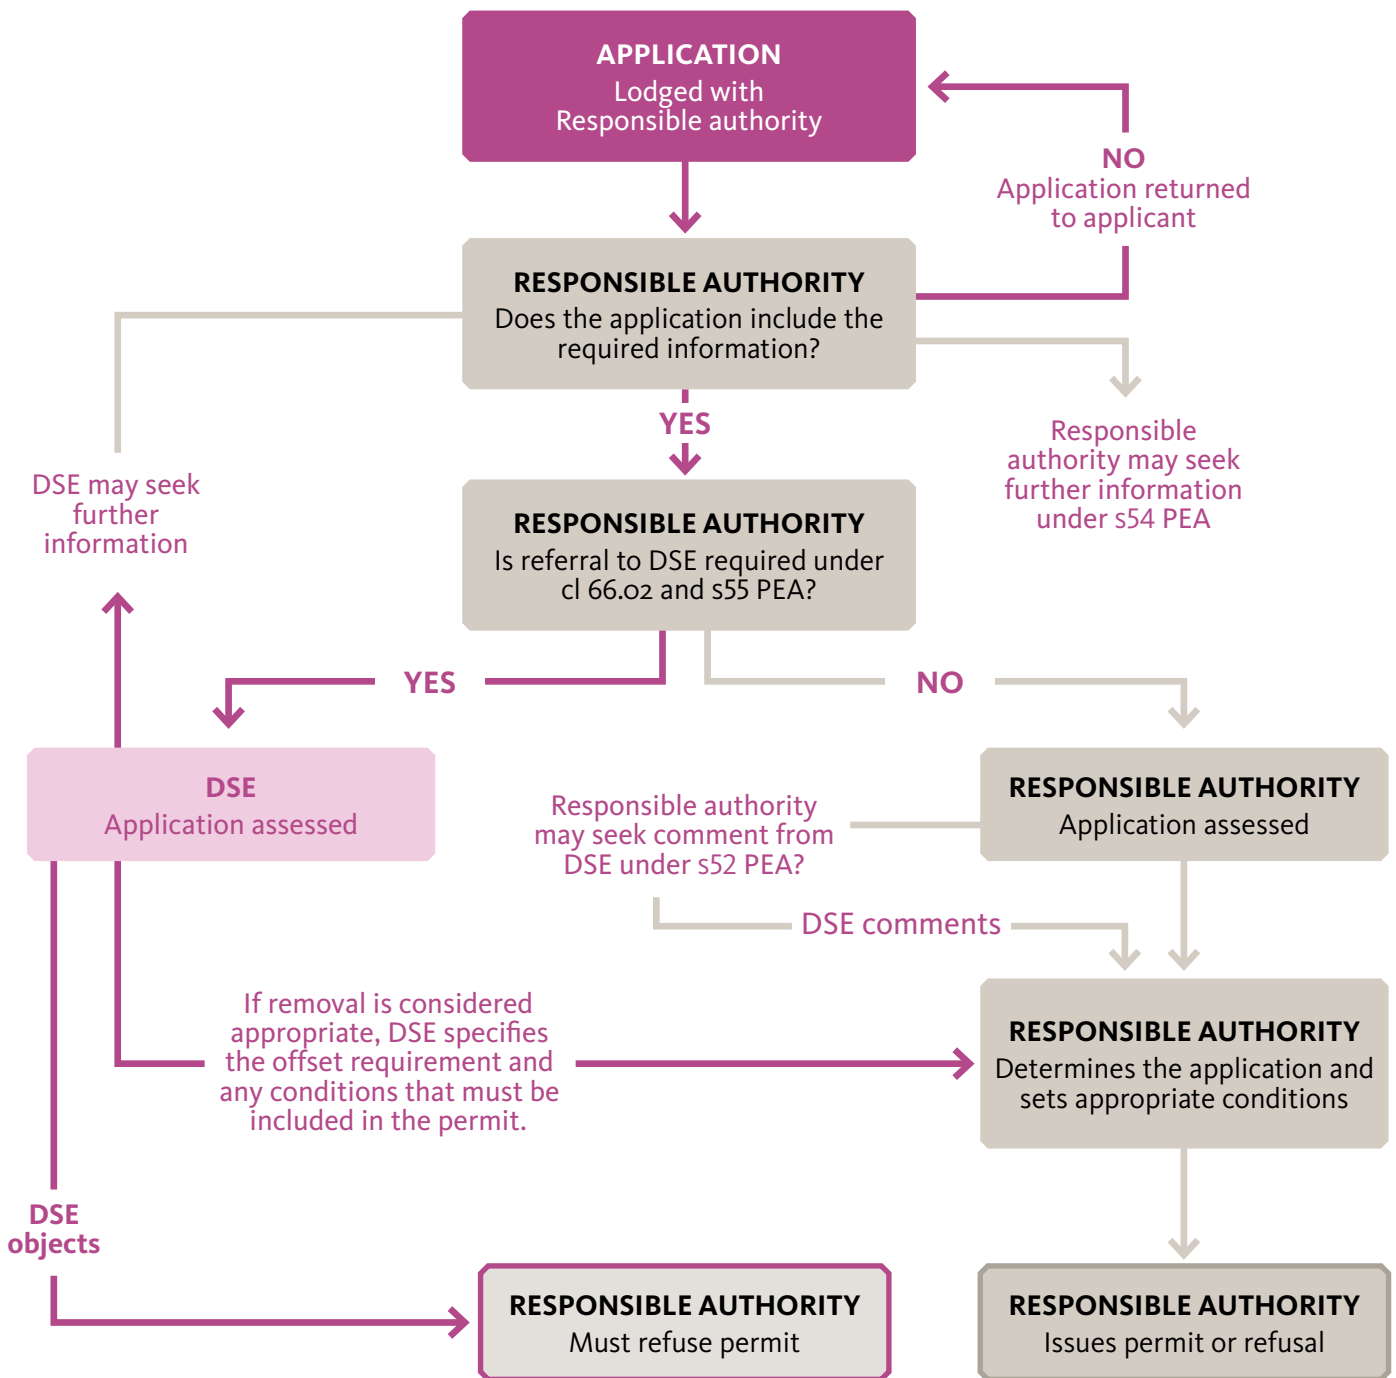 APPLICATION
Lodged with
Responsible authority
NO
Application returned
to applicant
RESPONSIBLE AUTHORITY
Does the application include the
required information?
YES
Responsible
authority may seek
further information
under s54 PEA
DSE may seek
further
information
RESPONSIBLE AUTHORITY
Is referral to DSE required under
cl 66.02 and s55 PEA?
YES
NO
DSE
Application assessed
Responsible authority
may seek comment from
DSE under s52 PEA?
RESPONSIBLE AUTHORITY
Application assessed
DSE comments
If removal is considered
appropriate, DSE specifies
the offset requirement and
any conditions that must be
included in the permit.
RESPONSIBLE AUTHORITY
Determines the application and
sets appropriate conditions
DSE
objects
RESPONSIBLE AUTHORITY
Must refuse permit
RESPONSIBLE AUTHORITY
Issues permit or refusal